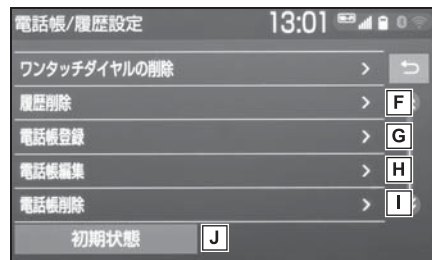 電話帳/履歴設定 13:01
ワンタッチダイヤルの削除 >
履歴削除 > F
電話帳登録 > G
電話帳編集 > H
電話帳削除 > I
初期状態 J